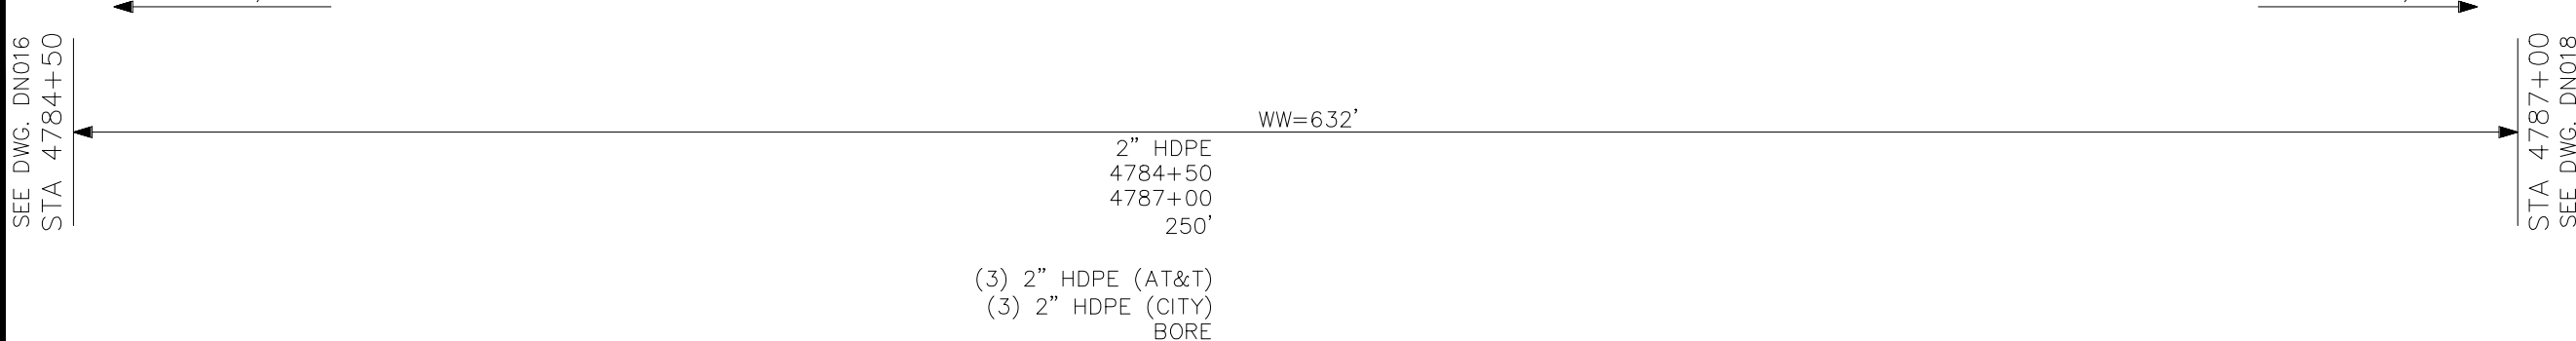 SEE DWG. DN016
STA 4784+50
WW=632'
2" HDPE
4784+50
4787+00
250'
(3) 2" HDPE (AT&T)
(3) 2" HDPE (CITY)
BORE
STA 4787+00
SEE DWG. DN018